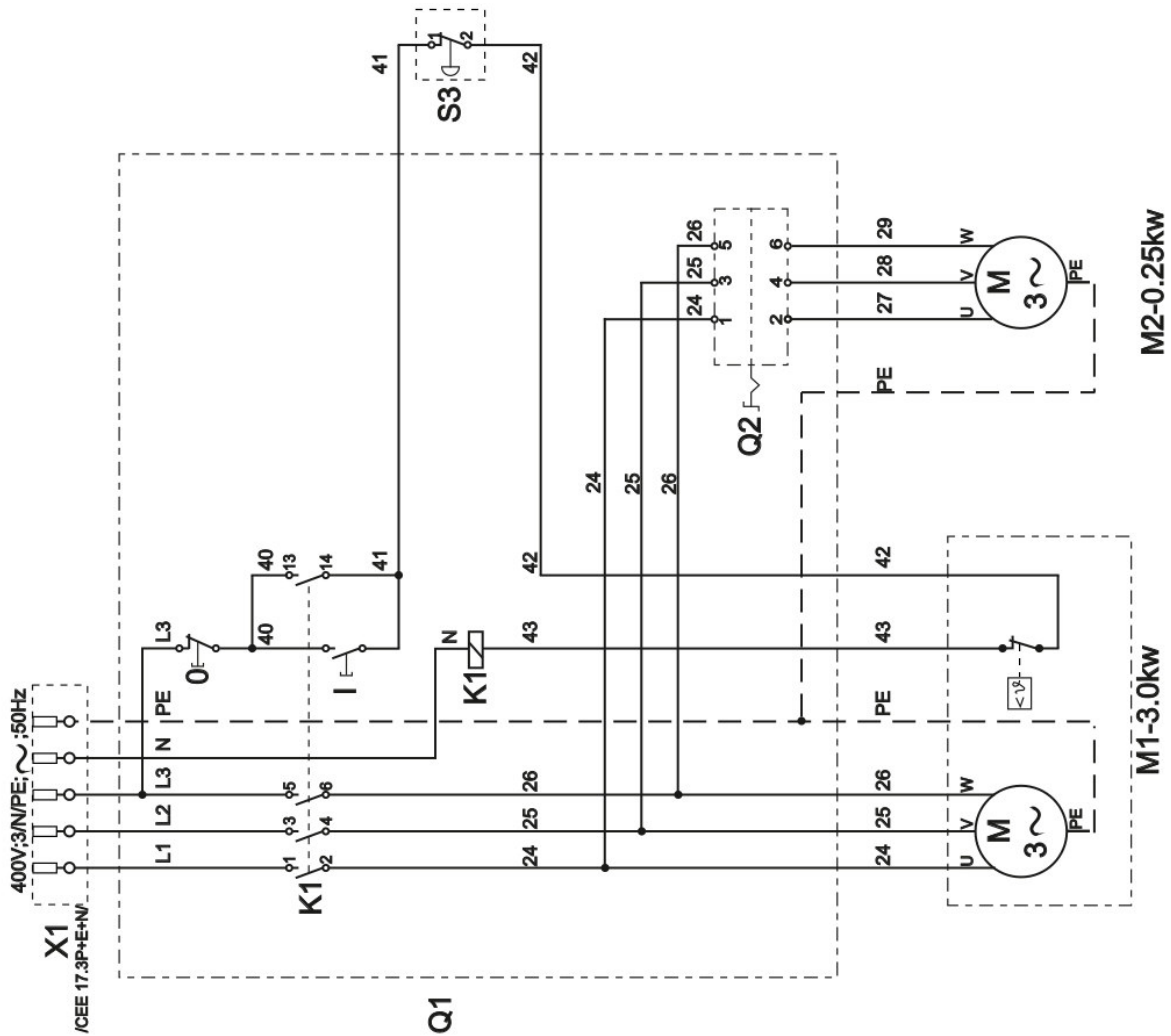 400V;3/N/PE;~;50Hz
X1
/CEE 17.3P+E+N/
L1
L2
L3
N
PE
L3
0
40
40
13
14
I
41
41
1
2
S3
42
K1
1
2
3
4
5
6
N
K1
Q1
24
25
26
43
42
24
25
26
Q2
24
25
26
1
3
5
2
4
6
PE
27
28
29
U
V
W
M
3~
PE
M2-0.25kw
24
25
26
PE
43
42
U
V
W
M
3~
PE
<ϑ
M1-3.0kw